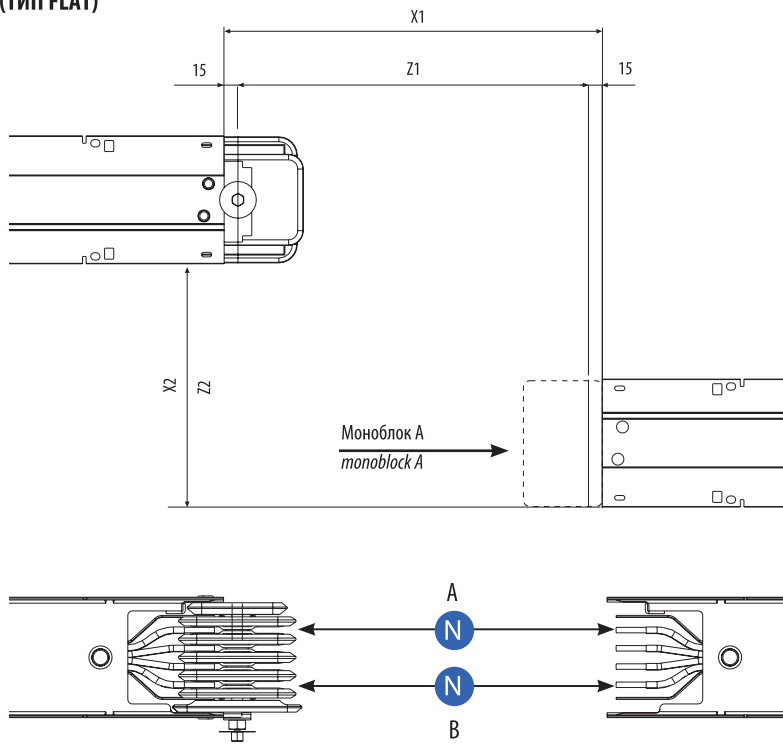 (ТИП FLAT)
X1
15
Z1
15
X2
Z2
Моноблок А
monoblock A
A
N
N
B